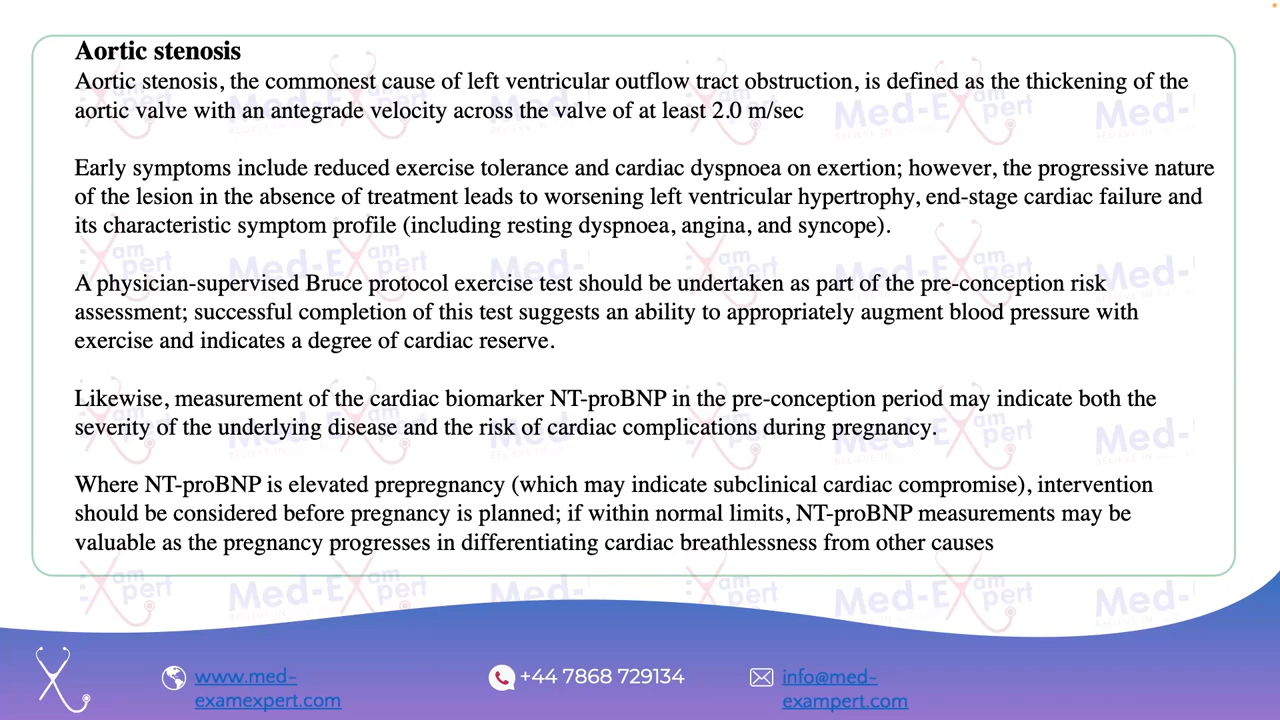 Aortic stenosis
Aortic stenosis, the commonest cause of left ventricular outflow tract obstruction, is defined as the thickening of the
aortic valve with an antegrade velocity across the valve of at least 2.0 m/sec
Early symptoms include reduced exercise tolerance and cardiac dyspnoea on exertion; however, the progressive nature
of the lesion in the absence of treatment leads to worsening left ventricular hypertrophy, end-stage cardiac failure and
its characteristic symptom profile (including resting dyspnoea, angina, and syncope).
A physician-supervised Bruce protocol exercise test should be undertaken as part of the pre-conception risk
assessment; successful completion of this test suggests an ability to appropriately augment blood pressure with
exercise and indicates a degree of cardiac reserve.
Likewise, measurement of the cardiac biomarker NT-proBNP in the pre-conception period may indicate both the
severity of the underlying disease and the risk of cardiac complications during pregnancy.
Where NT-proBNP is elevated prepregnancy (which may indicate subclinical cardiac compromise), intervention
should be considered before pregnancy is planned; if within normal limits, NT-proBNP measurements may be
valuable as the pregnancy progresses in differentiating cardiac breathlessness from other causes
www.med-
examexpert.com
+44 7868 729134
info@med-
exampert.com